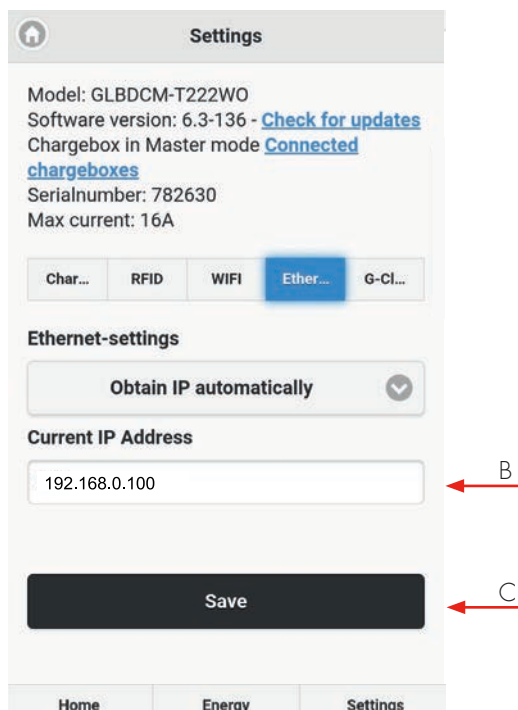 Settings
Model: GLBDCM-T222WO
Software version: 6.3-136 - Check for updates
Chargebox in Master mode Connected
chargeboxes
Serialnumber: 782630
Max current: 16A
Char... RFID WIFI Ether... G-Cl...
Ethernet-settings
Obtain IP automatically
Current IP Address
192.168.0.100
B
Save
C
Home Energy Settings